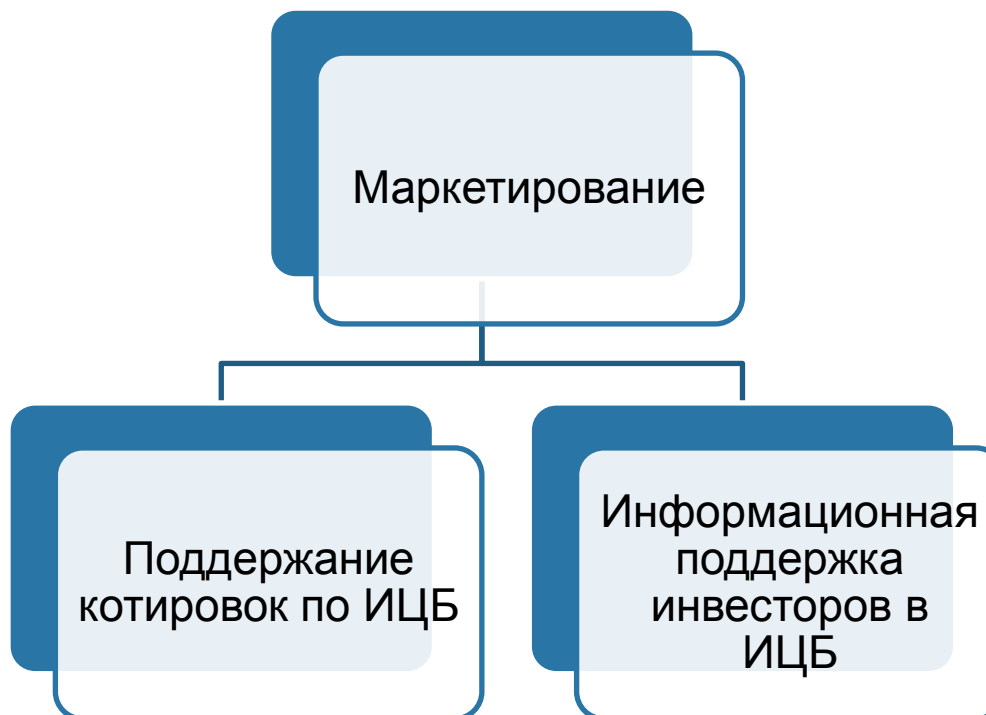 Маркетирование
Поддержание
котировок по ИЦБ
Информационная
поддержка
инвесторов в
ИЦБ